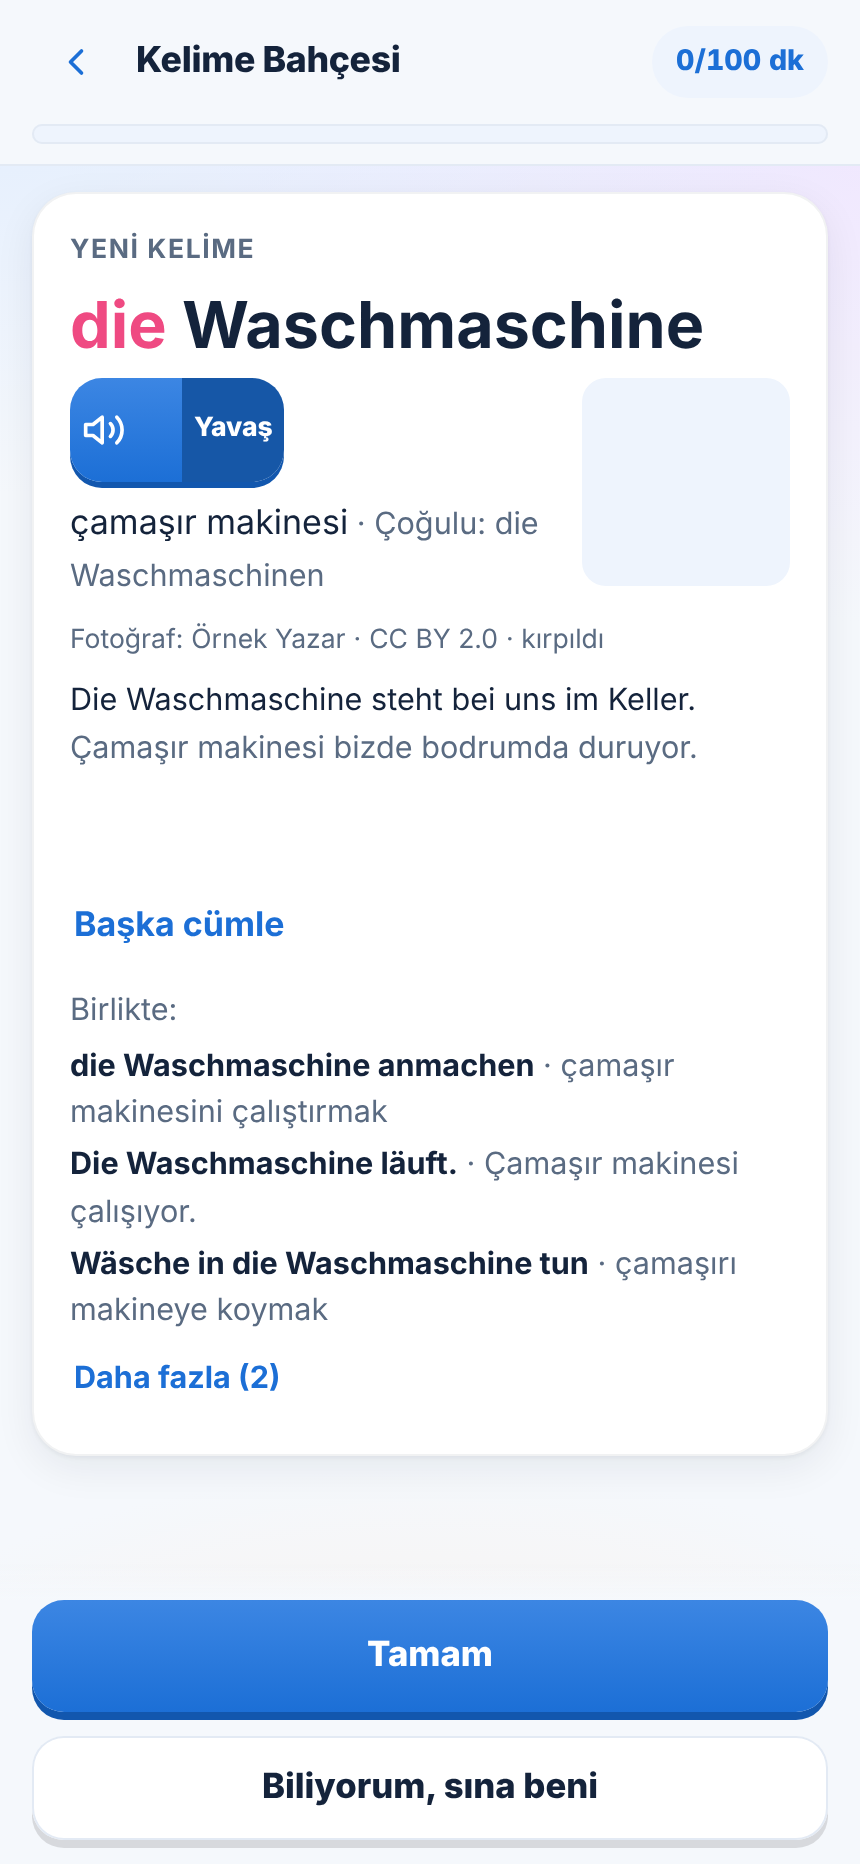 Kelime Bahçesi
0/100 dk
YENİ KELİME
die Waschmaschine
Yavaş
çamaşır makinesi · Çoğulu: die
Waschmaschinen
Fotoğraf: Örnek Yazar · CC BY 2.0 · kırpıldı
Die Waschmaschine steht bei uns im Keller.
Çamaşır makinesi bizde bodrumda duruyor.
Başka cümle
Birlikte:
die Waschmaschine anmachen · çamaşır
makinesini çalıştırmak
Die Waschmaschine läuft. · Çamaşır makinesi
çalışıyor.
Wäsche in die Waschmaschine tun · çamaşırı
makineye koymak
Daha fazla (2)
Tamam
Biliyorum, sına beni